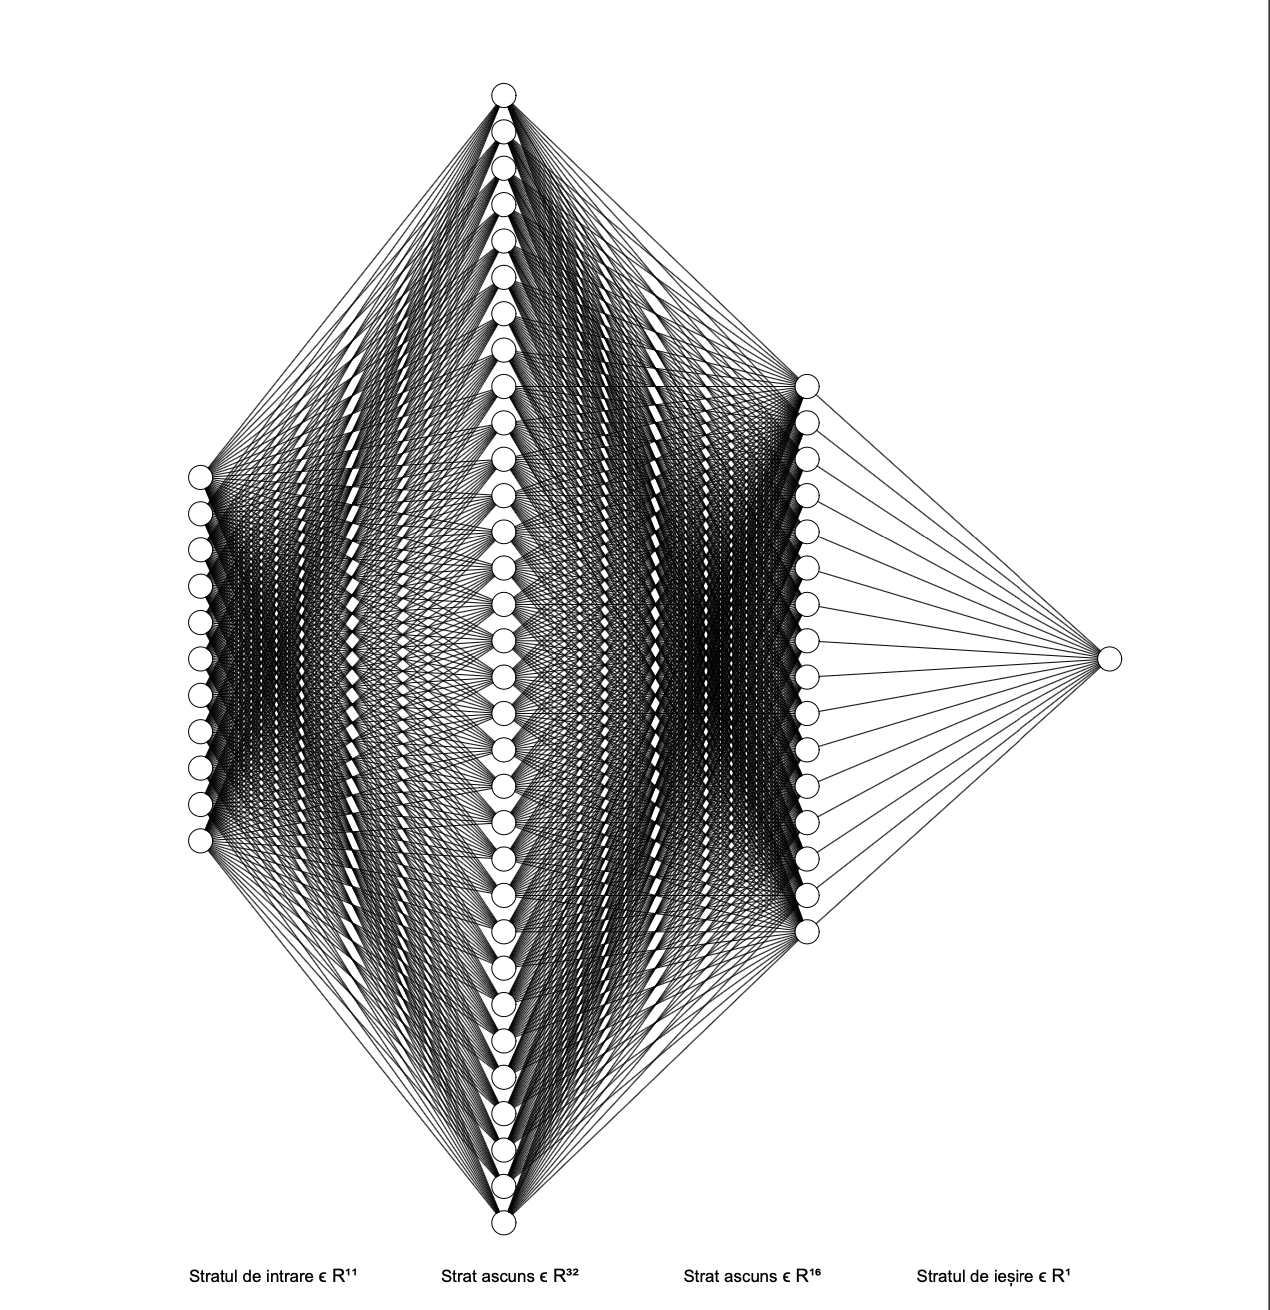 Stratul de intrare ϵ R¹¹
Strat ascuns ϵ R³²
Strat ascuns ϵ R¹⁶
Stratul de ieșire ϵ R¹